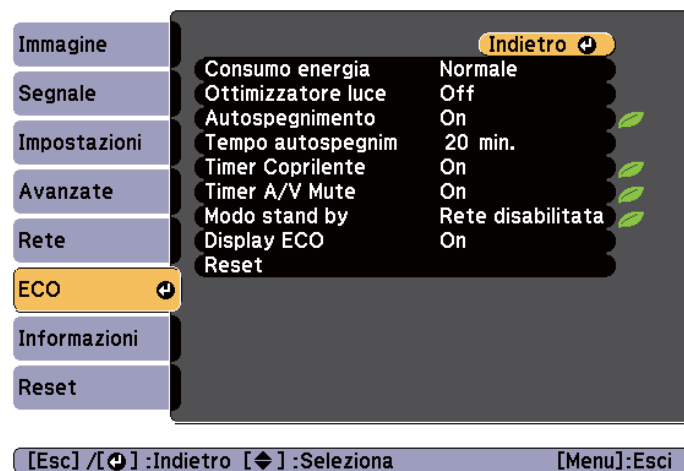 Immagine
Segnale
Impostazioni
Avanzate
Rete
ECO
Informazioni
Reset
Indietro
Consumo energia Normale
Ottimizzatore luce Off
Autospegnimento On
Tempo autospegnim 20 min.
Timer Coprilente On
Timer A/V Mute On
Modo stand by Rete disabilitata
Display ECO On
Reset
[Esc] /[⏎] :Indietro [◆] :Seleziona [Menu]:Esci